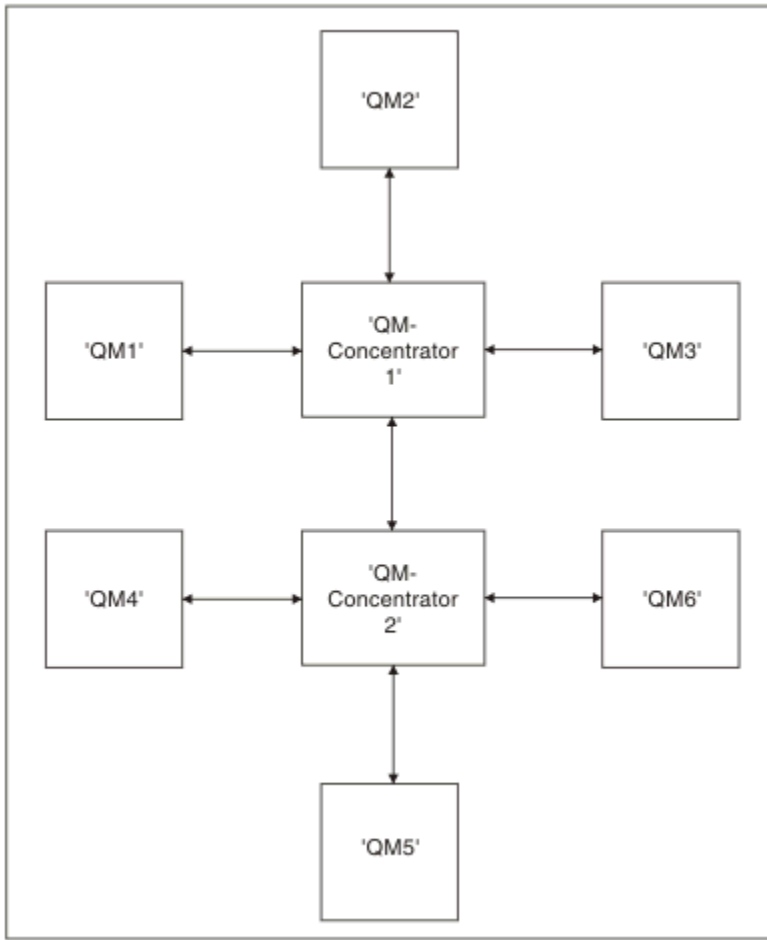 'QM2'
'QM1'
'QM-
Concentrator
1'
'QM3'
'QM4'
'QM-
Concentrator
2'
'QM6'
'QM5'